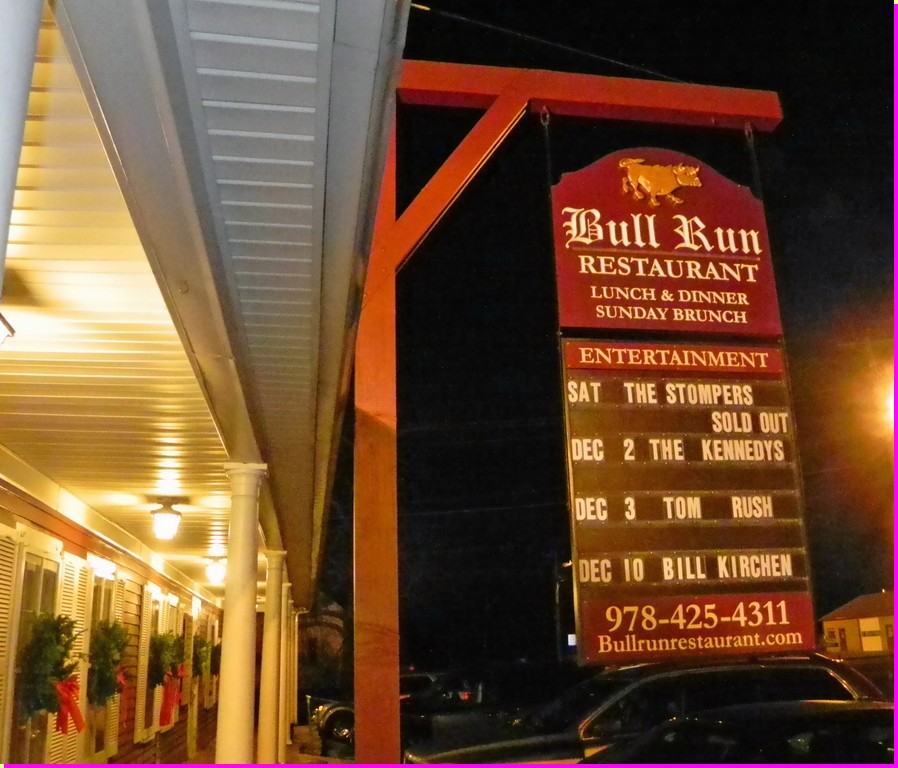 Bull Run
RESTAURANT
LUNCH & DINNER
SUNDAY BRUNCH
ENTERTAINMENT
SAT THE STOMPERS
SOLD OUT
DEC 2 THE KENNEDYS
DEC 3 TOM RUSH
DEC 10 BILL KIRCHEN
978-425-4311
Bullrunrestaurant.com